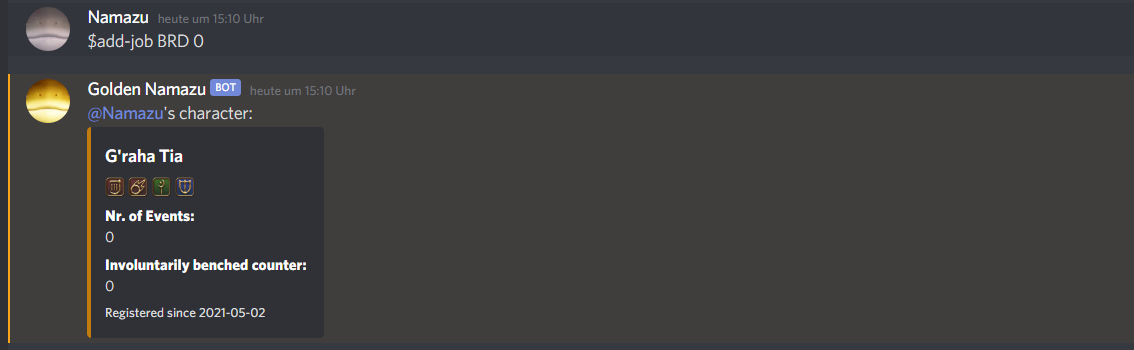 Namazu heute um 15:10 Uhr
$add-job BRD 0
Golden Namazu BOT heute um 15:10 Uhr
@Namazu's character:
G'raha Tia
Nr. of Events:
0
Involuntarily benched counter:
0
Registered since 2021-05-02